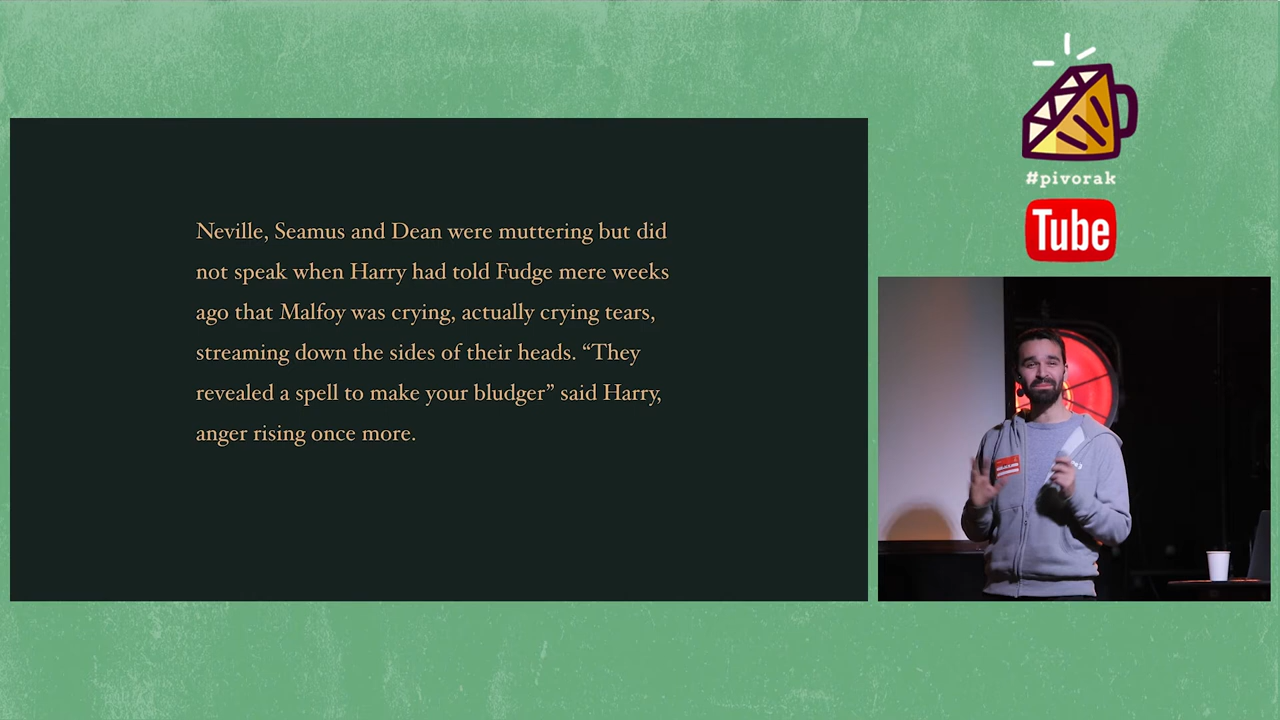 Neville, Seamus and Dean were muttering but did
not speak when Harry had told Fudge mere weeks
ago that Malfoy was crying, actually crying tears,
streaming down the sides of their heads. “They
revealed a spell to make your bludger” said Harry,
anger rising once more.
#pivorak
Tube